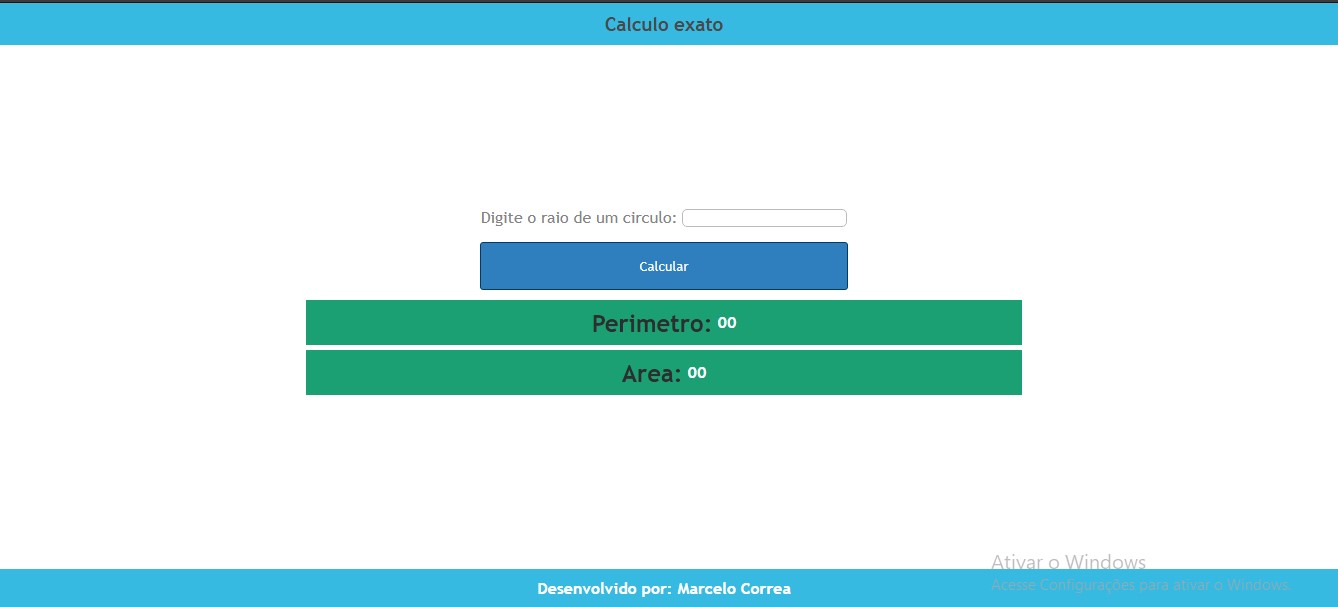 Calculo exato
Digite o raio de um circulo:
Calcular
Perimetro: 00
Area: 00
Ativar o Windows
Acesse Configurações para ativar o Windows.
Desenvolvido por: Marcelo Correa